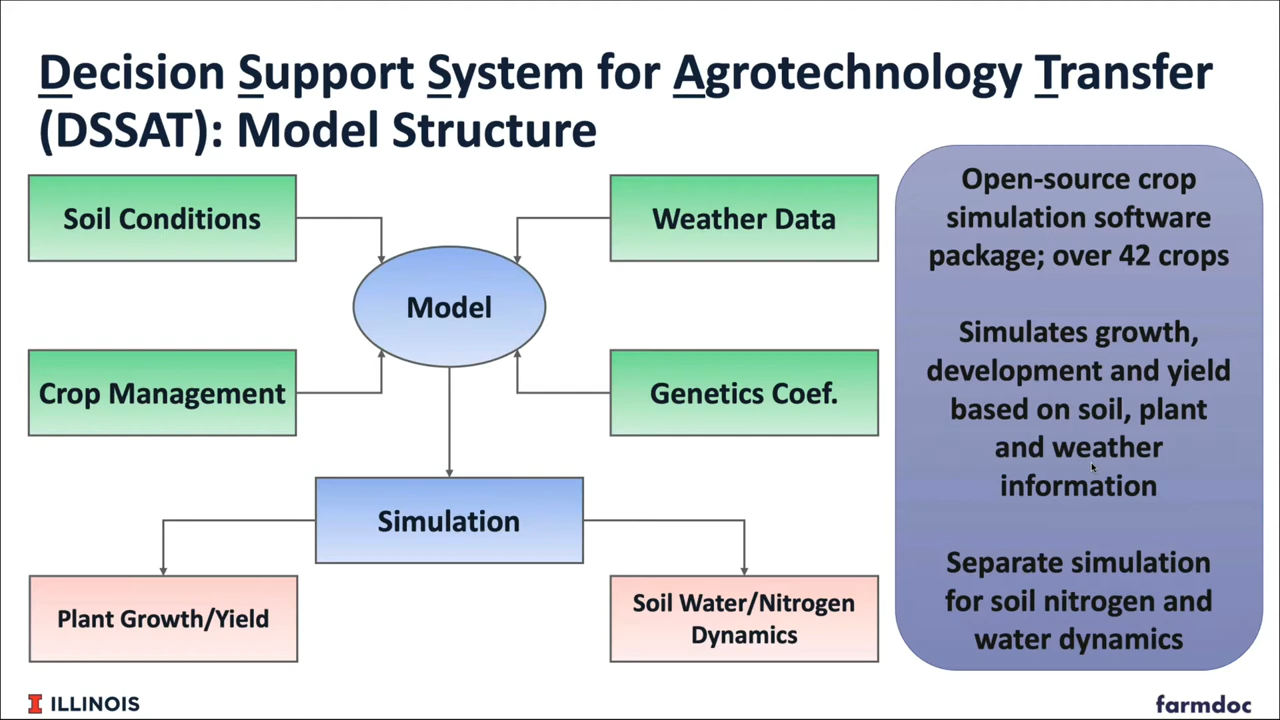 Decision Support System for Agrotechnology Transfer
(DSSAT): Model Structure
Soil Conditions
Weather Data
Model
Crop Management
Genetics Coef.
Simulation
Plant Growth/Yield
Soil Water/Nitrogen
Dynamics
Open-source crop
simulation software
package; over 42 crops
Simulates growth,
development and yield
based on soil, plant
and weather
information
Separate simulation
for soil nitrogen and
water dynamics
I ILLINOIS
farmdoc